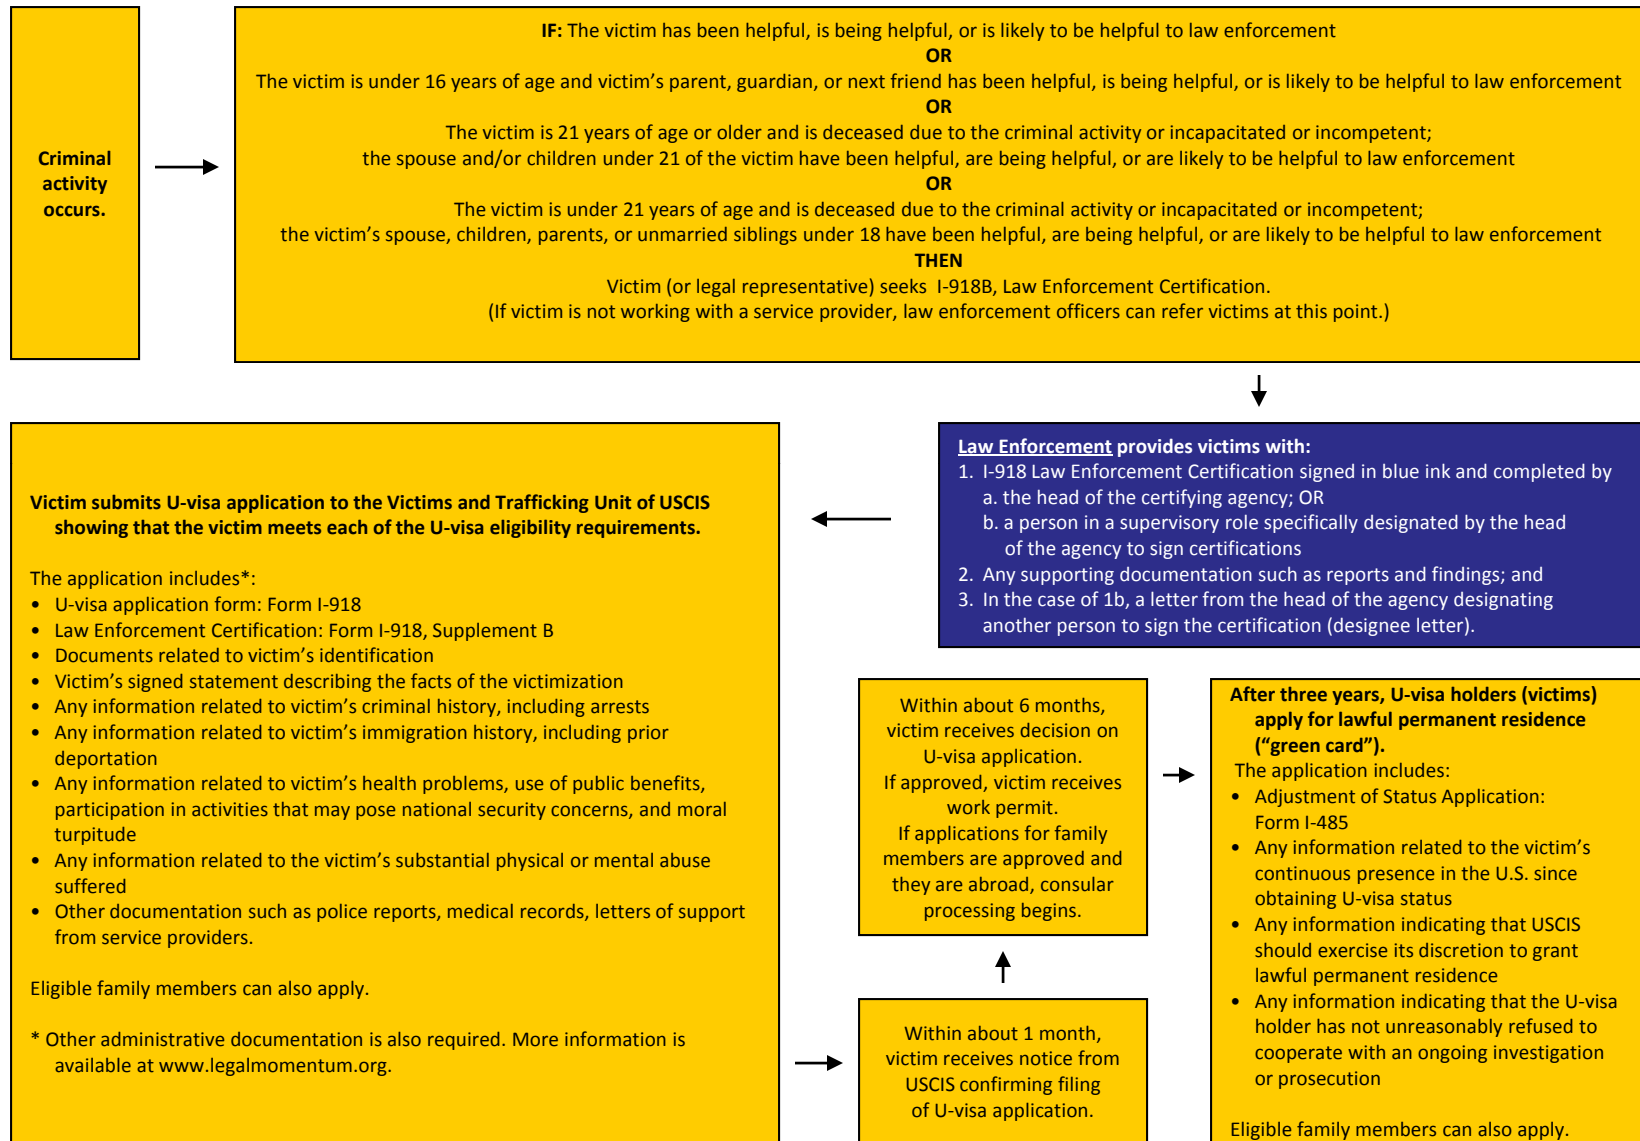 Criminal
activity
occurs.
IF: The victim has been helpful, is being helpful, or is likely to be helpful to law enforcement
OR
The victim is under 16 years of age and victim’s parent, guardian, or next friend has been helpful, is being helpful, or is likely to be helpful to law enforcement
OR
The victim is 21 years of age or older and is deceased due to the criminal activity or incapacitated or incompetent;
the spouse and/or children under 21 of the victim have been helpful, are being helpful, or are likely to be helpful to law enforcement
OR
The victim is under 21 years of age and is deceased due to the criminal activity or incapacitated or incompetent;
the victim’s spouse, children, parents, or unmarried siblings under 18 have been helpful, are being helpful, or are likely to be helpful to law enforcement
THEN
Victim (or legal representative) seeks I-918B, Law Enforcement Certification.
(If victim is not working with a service provider, law enforcement officers can refer victims at this point.)
Law Enforcement provides victims with:
1. I-918 Law Enforcement Certification signed in blue ink and completed by
a. the head of the certifying agency; OR
b. a person in a supervisory role specifically designated by the head
of the agency to sign certifications
2. Any supporting documentation such as reports and findings; and
3. In the case of 1b, a letter from the head of the agency designating
another person to sign the certification (designee letter).
Victim submits U-visa application to the Victims and Trafficking Unit of USCIS
showing that the victim meets each of the U-visa eligibility requirements.
The application includes*:
• U-visa application form: Form I-918
• Law Enforcement Certification: Form I-918, Supplement B
• Documents related to victim’s identification
• Victim’s signed statement describing the facts of the victimization
• Any information related to victim’s criminal history, including arrests
• Any information related to victim’s immigration history, including prior
deportation
• Any information related to victim’s health problems, use of public benefits,
participation in activities that may pose national security concerns, and moral
turpitude
• Any information related to the victim’s substantial physical or mental abuse
suffered
• Other documentation such as police reports, medical records, letters of support
from service providers.
Eligible family members can also apply.
* Other administrative documentation is also required. More information is
available at www.legalmomentum.org.
Within about 1 month,
victim receives notice from
USCIS confirming filing
of U-visa application.
Within about 6 months,
victim receives decision on
U-visa application.
If approved, victim receives
work permit.
If applications for family
members are approved and
they are abroad, consular
processing begins.
After three years, U-visa holders (victims)
apply for lawful permanent residence
(“green card”).
The application includes:
• Adjustment of Status Application:
Form I-485
• Any information related to the victim’s
continuous presence in the U.S. since
obtaining U-visa status
• Any information indicating that USCIS
should exercise its discretion to grant
lawful permanent residence
• Any information indicating that the U-visa
holder has not unreasonably refused to
cooperate with an ongoing investigation
or prosecution
Eligible family members can also apply.